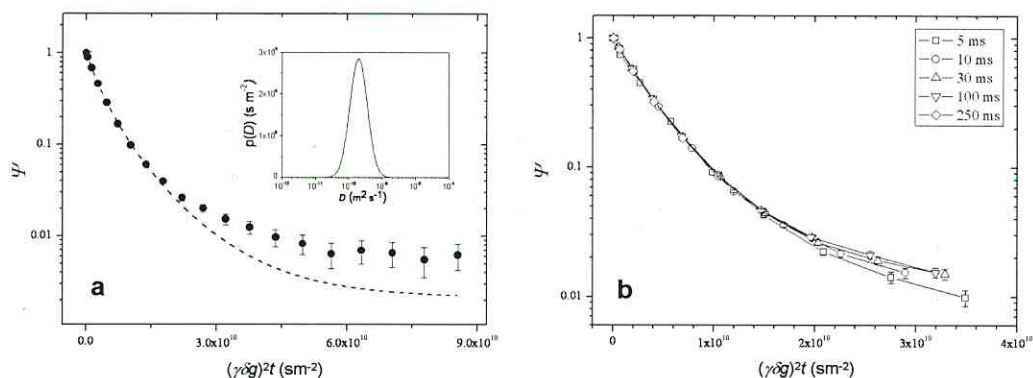 1
0.1
0.01
Ψ
a
p(D) (s m⁻²)
0
D (m² s⁻¹)
0.0
3.0x10¹⁰
6.0x10¹⁰
9.0x10¹⁰
(γδg)²t (sm⁻²)
1
0.1
0.01
Ψ
b
5 ms
10 ms
30 ms
100 ms
250 ms
0
1x10¹⁰
2x10¹⁰
3x10¹⁰
4x10¹⁰
(γδg)²t (sm⁻²)